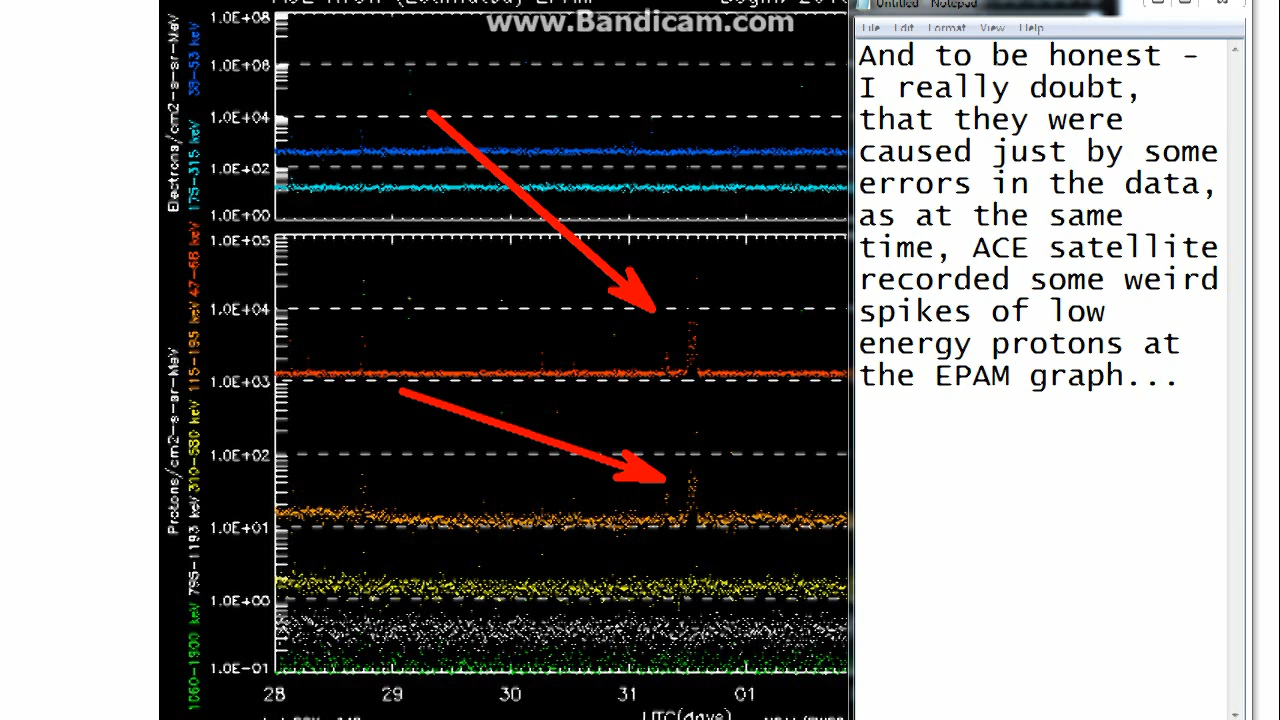 www.Bandicam.com
Untitled - Notepad
File Edit Format View Help
And to be honest -
I really doubt,
that they were
caused just by some
errors in the data,
as at the same
time, ACE satellite
recorded some weird
spikes of low
energy protons at
the EPAM graph...
Electrons/cm2-s-sr-MeV
175-315 keV 38-53 keV
1.0E+08
1.0E+06
1.0E+04
1.0E+02
1.0E+00
Protons/cm2-s-sr-MeV
1060-1900 keV 795-1193 keV 310-580 keV 115-195 keV 47-68 keV
1.0E+05
1.0E+04
1.0E+03
1.0E+02
1.0E+01
1.0E+00
1.0E-01
28 29 30 31 01
UTC(days)